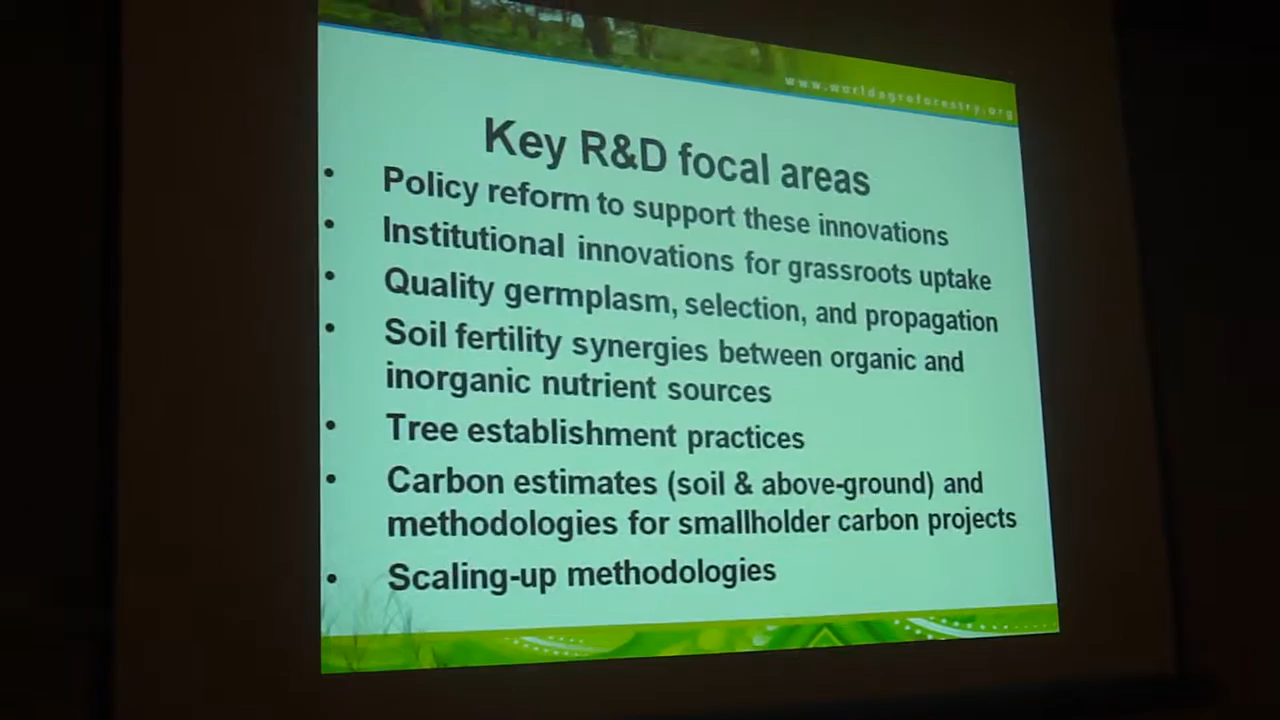 www.worldagroforestry.org
Key R&D focal areas
• Policy reform to support these innovations
• Institutional innovations for grassroots uptake
• Quality germplasm, selection, and propagation
• Soil fertility synergies between organic and
inorganic nutrient sources
• Tree establishment practices
• Carbon estimates (soil & above-ground) and
methodologies for smallholder carbon projects
• Scaling-up methodologies